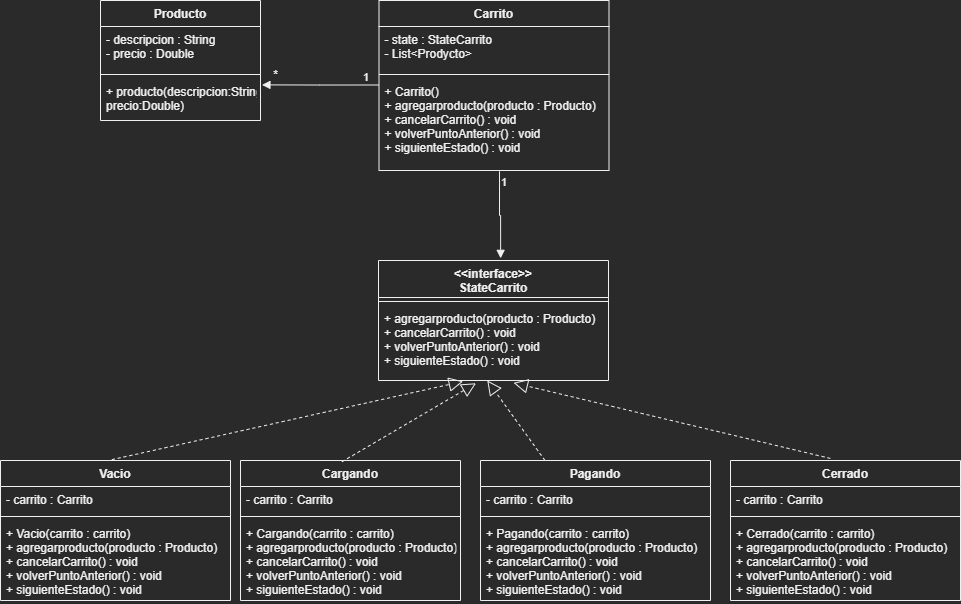 Producto
- descripcion : String
- precio : Double
+ producto(descripcion:Strin
precio:Double)
*
1
Carrito
- state : StateCarrito
- List<Prodycto>
+ Carrito()
+ agregarproducto(producto : Producto)
+ cancelarCarrito() : void
+ volverPuntoAnterior() : void
+ siguienteEstado() : void
1
<<interface>>
StateCarrito
+ agregarproducto(producto : Producto)
+ cancelarCarrito() : void
+ volverPuntoAnterior() : void
+ siguienteEstado() : void
Vacio
- carrito : Carrito
+ Vacio(carrito : carrito)
+ agregarproducto(producto : Producto)
+ cancelarCarrito() : void
+ volverPuntoAnterior() : void
+ siguienteEstado() : void
Cargando
- carrito : Carrito
+ Cargando(carrito : carrito)
+ agregarproducto(producto : Producto)
+ cancelarCarrito() : void
+ volverPuntoAnterior() : void
+ siguienteEstado() : void
Pagando
- carrito : Carrito
+ Pagando(carrito : carrito)
+ agregarproducto(producto : Producto)
+ cancelarCarrito() : void
+ volverPuntoAnterior() : void
+ siguienteEstado() : void
Cerrado
- carrito : Carrito
+ Cerrado(carrito : carrito)
+ agregarproducto(producto : Producto)
+ cancelarCarrito() : void
+ volverPuntoAnterior() : void
+ siguienteEstado() : void